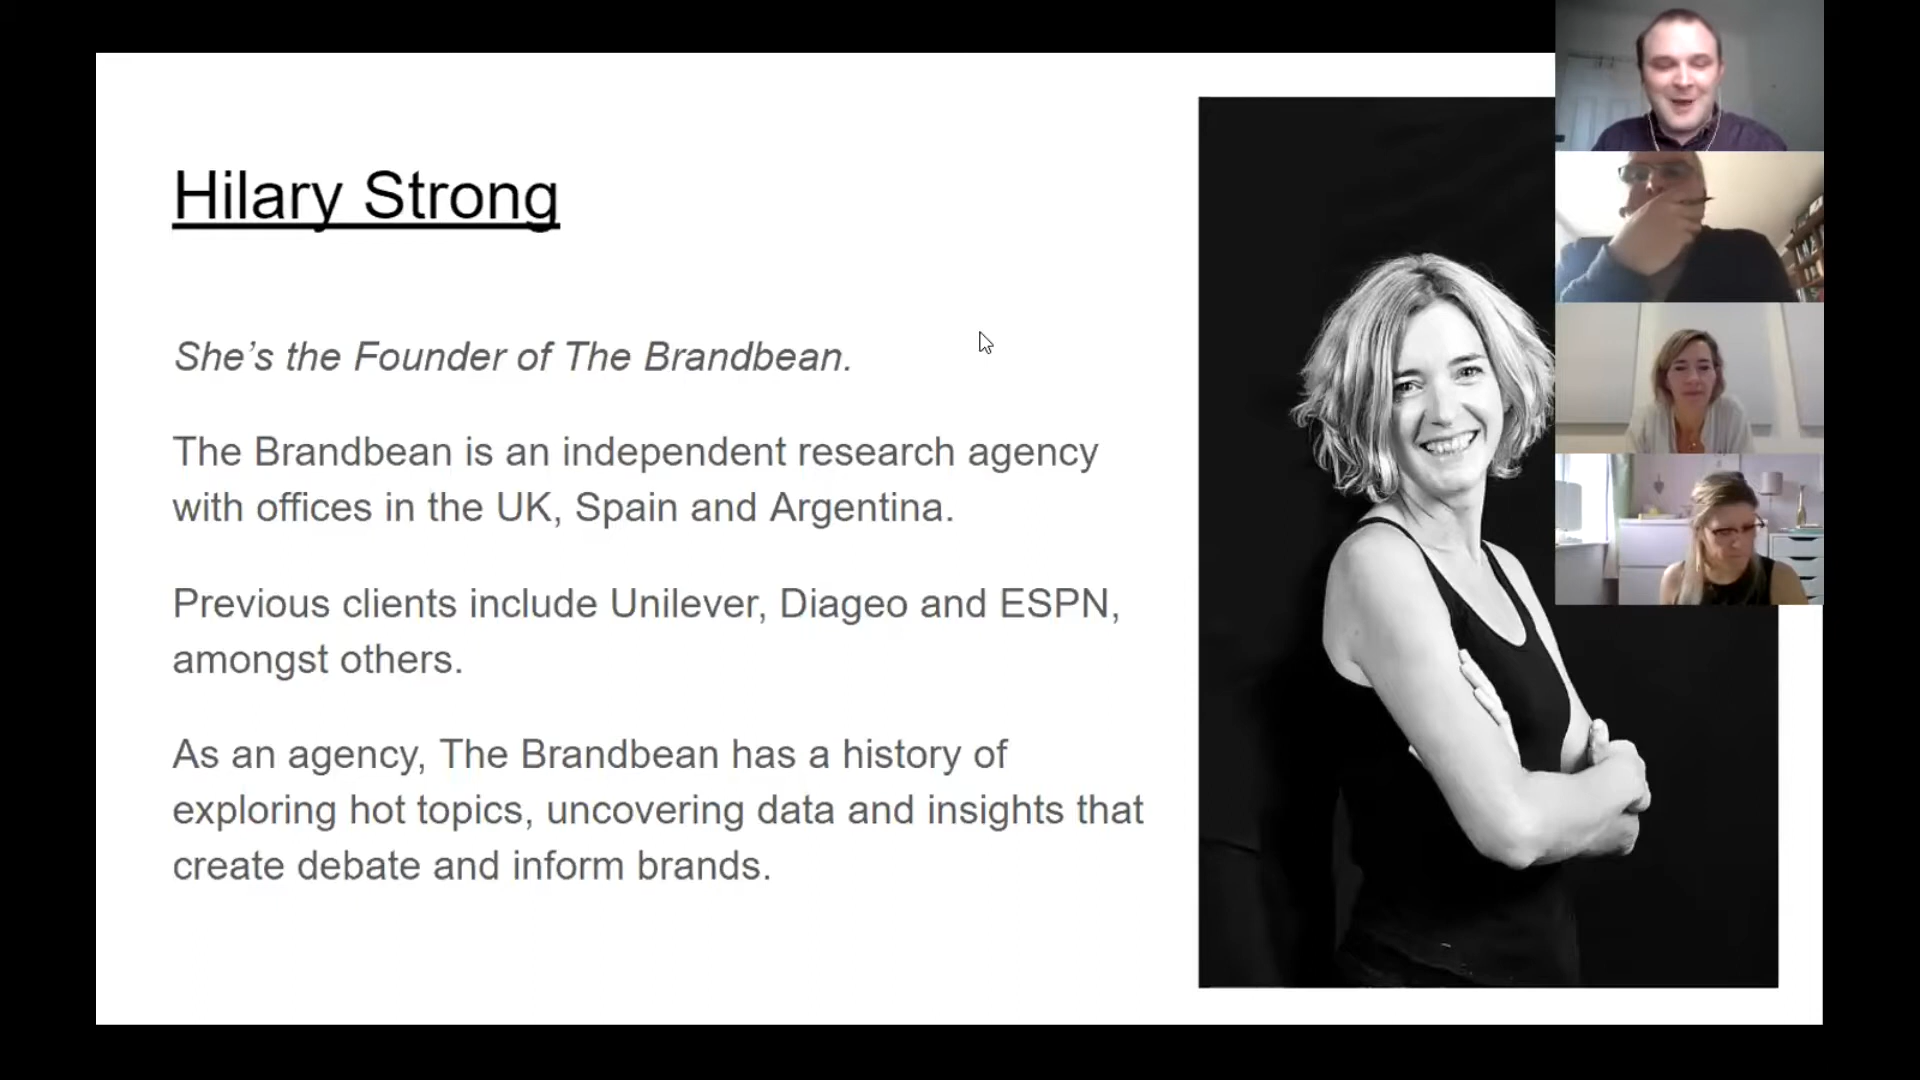 Hilary Strong
She’s the Founder of The Brandbean.
The Brandbean is an independent research agency
with offices in the UK, Spain and Argentina.
Previous clients include Unilever, Diageo and ESPN,
amongst others.
As an agency, The Brandbean has a history of
exploring hot topics, uncovering data and insights that
create debate and inform brands.